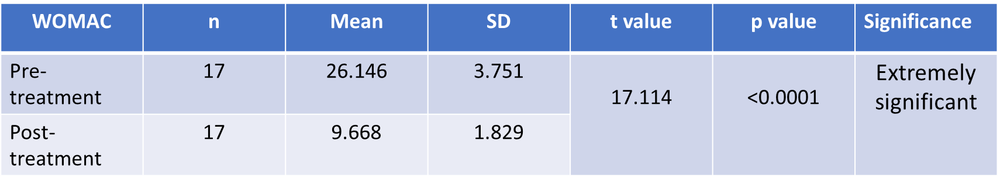 WOMAC n Mean SD t value p value Significance
Pre-
treatment 17 26.146 3.751 17.114 <0.0001 Extremely
significant
Post-
treatment 17 9.668 1.829